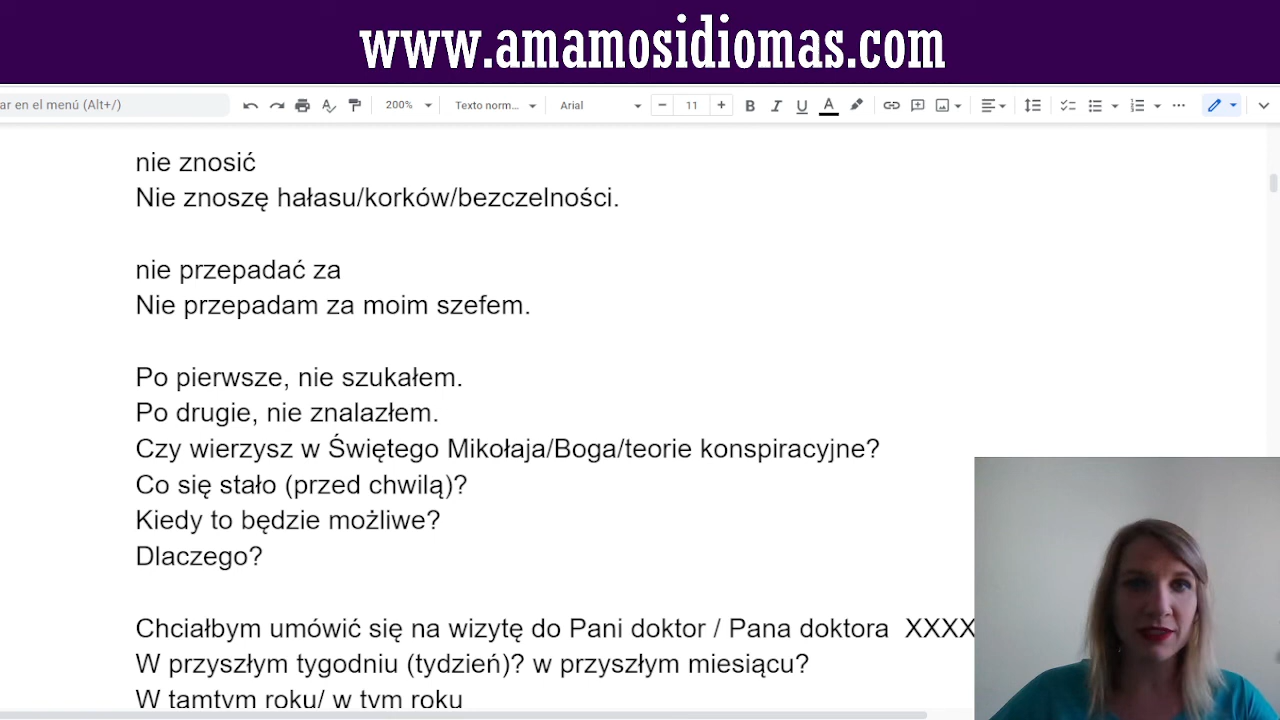 www.amamosidiomas.com
ar en el menú (Alt+/)
200%
Texto norm...
Arial
11
nie znosić
Nie znoszę hałasu/korków/bezczelności.
nie przepadać za
Nie przepadam za moim szefem.
Po pierwsze, nie szukałem.
Po drugie, nie znalazłem.
Czy wierzysz w Świętego Mikołaja/Boga/teorie konspiracyjne?
Co się stało (przed chwilą)?
Kiedy to będzie możliwe?
Dlaczego?
Chciałbym umówić się na wizytę do Pani doktor / Pana doktora XXXX
W przyszłym tygodniu (tydzień)? w przyszłym miesiącu?
W tamtym roku/ w tym roku